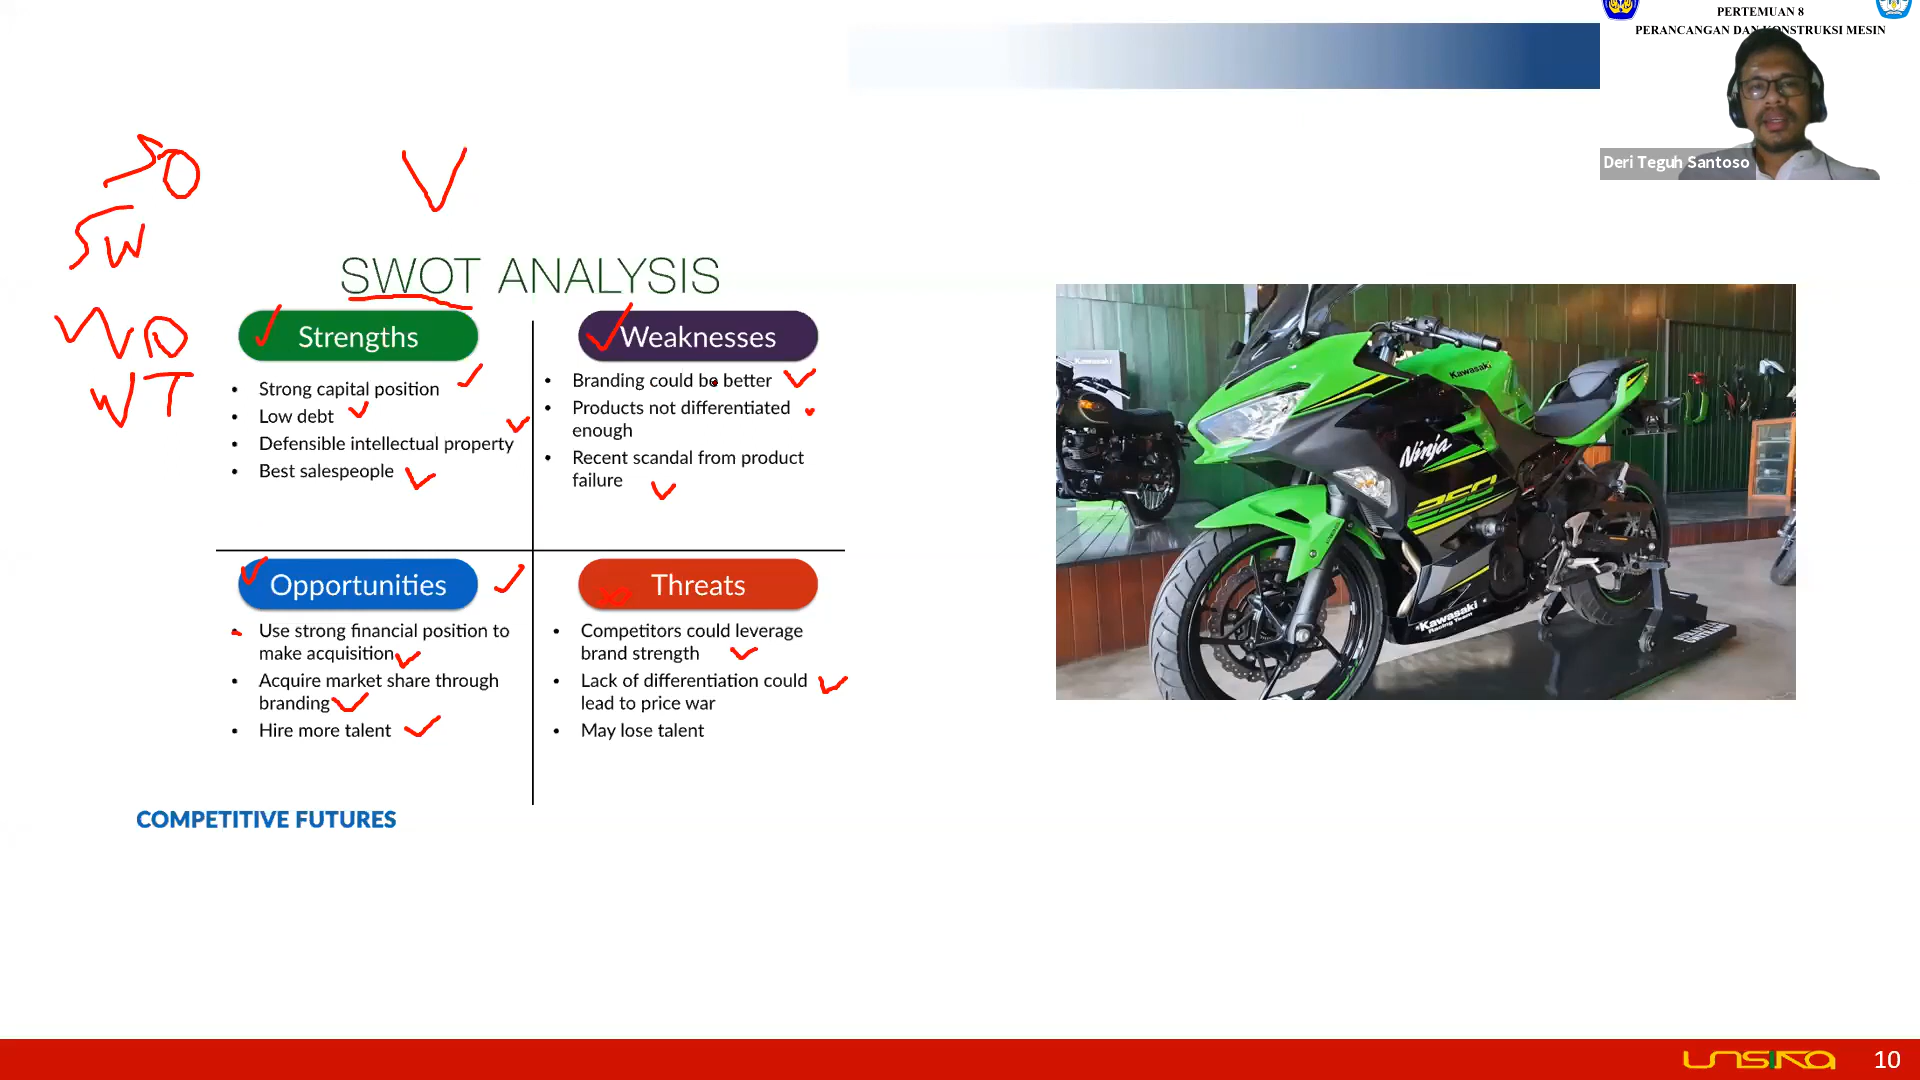 PERTEMUAN 8
PERANCANGAN DAN KONSTRUKSI MESIN
Deri Teguh Santoso
SO
SW
WO
WT
V
SWOT ANALYSIS
Strengths
• Strong capital position
• Low debt
• Defensible intellectual property
• Best salespeople
Weaknesses
• Branding could be better
• Products not differentiated
enough
• Recent scandal from product
failure
Opportunities
• Use strong financial position to
make acquisition
• Acquire market share through
branding
• Hire more talent
Threats
• Competitors could leverage
brand strength
• Lack of differentiation could
lead to price war
• May lose talent
COMPETITIVE FUTURES
Kawasaki
Kawasaki
Ninja
250
Kawasaki
Racing Team
unsika
10